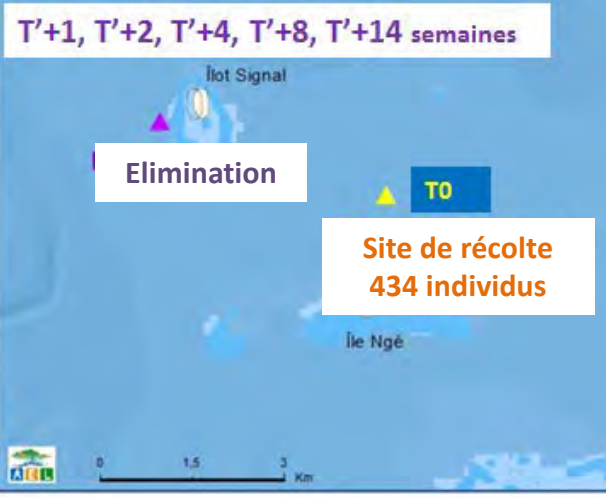 T'+1, T'+2, T'+4, T'+8, T'+14 semaines
Îlot Signal
Elimination
T0
Site de récolte
434 individus
Île Ngé
0 1,5 3
Km
AEL